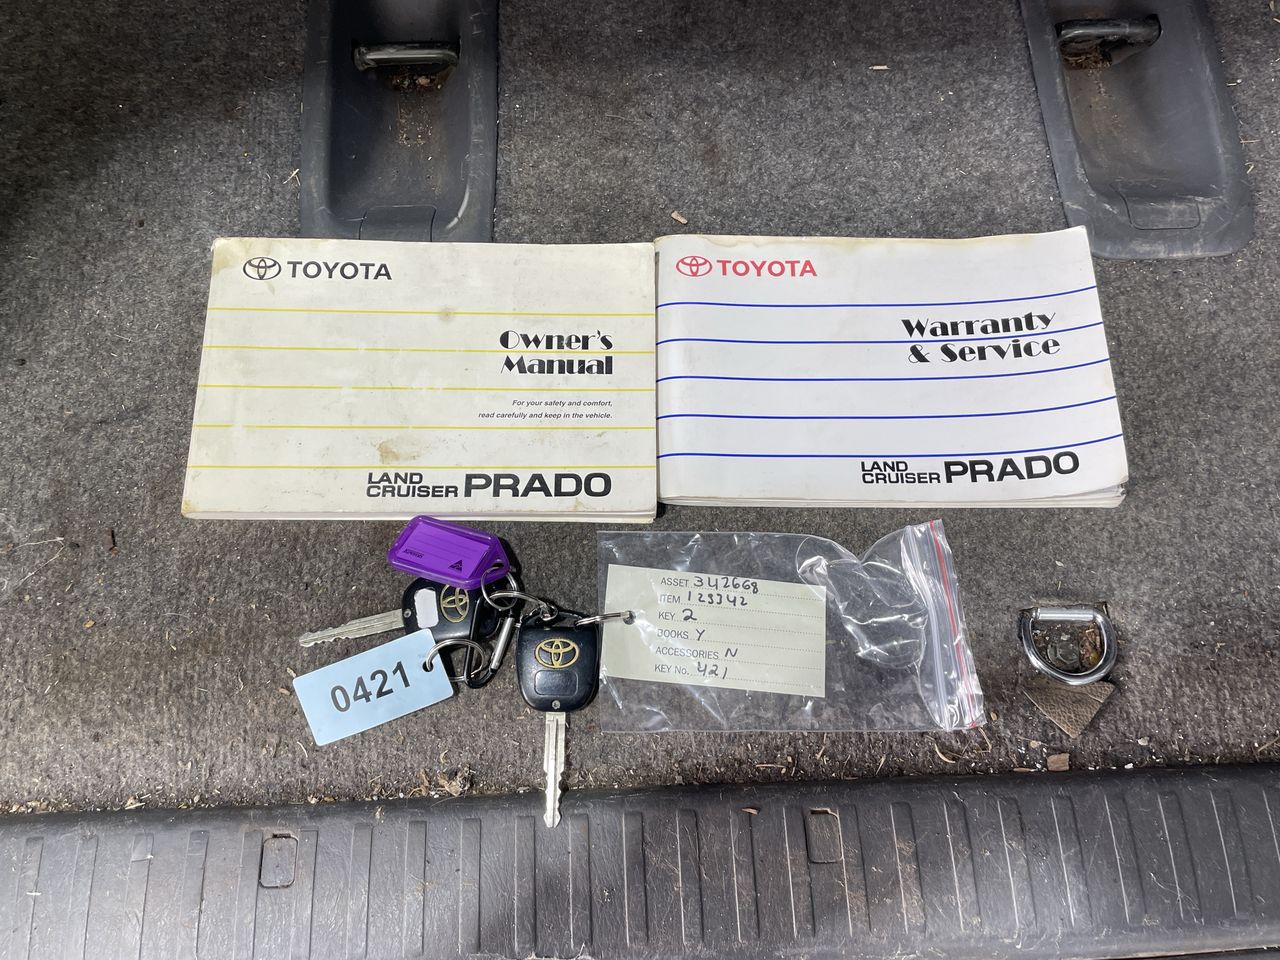 TOYOTA
Owner's
Manual
For your safety and comfort,
read carefully and keep in the vehicle.
LAND
CRUISER PRADO
TOYOTA
Warranty
& Service
LAND
CRUISER PRADO
0421
ASSET 342668
ITEM 123342
KEY 2
BOOKS Y
ACCESSORIES N
KEY No. 421